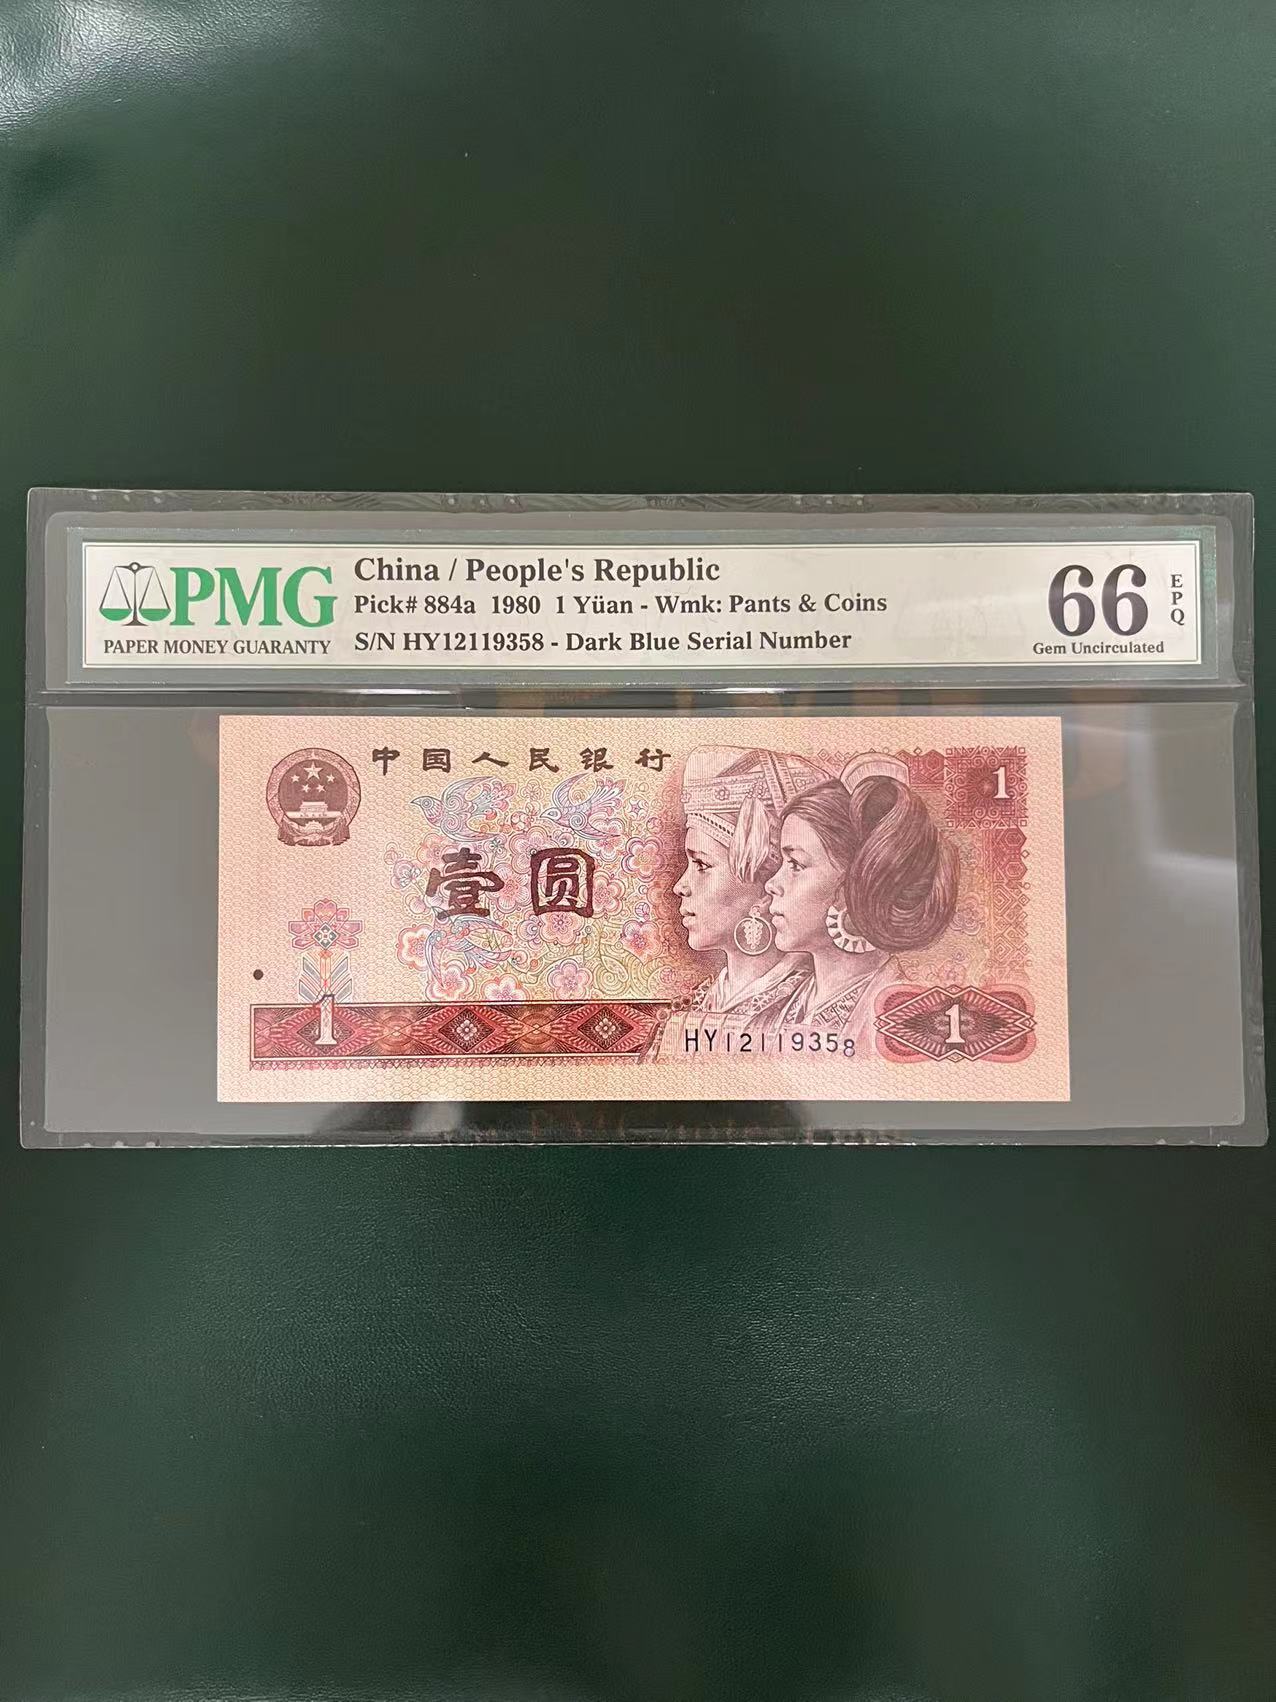 PMG
PAPER MONEY GUARANTY
China / People's Republic
Pick# 884a 1980 1 Yüan - Wmk: Pants & Coins
S/N HY12119358 - Dark Blue Serial Number
66
EPQ
Gem Uncirculated
中国人民银行
1
壹圆
1
HY12119358
1